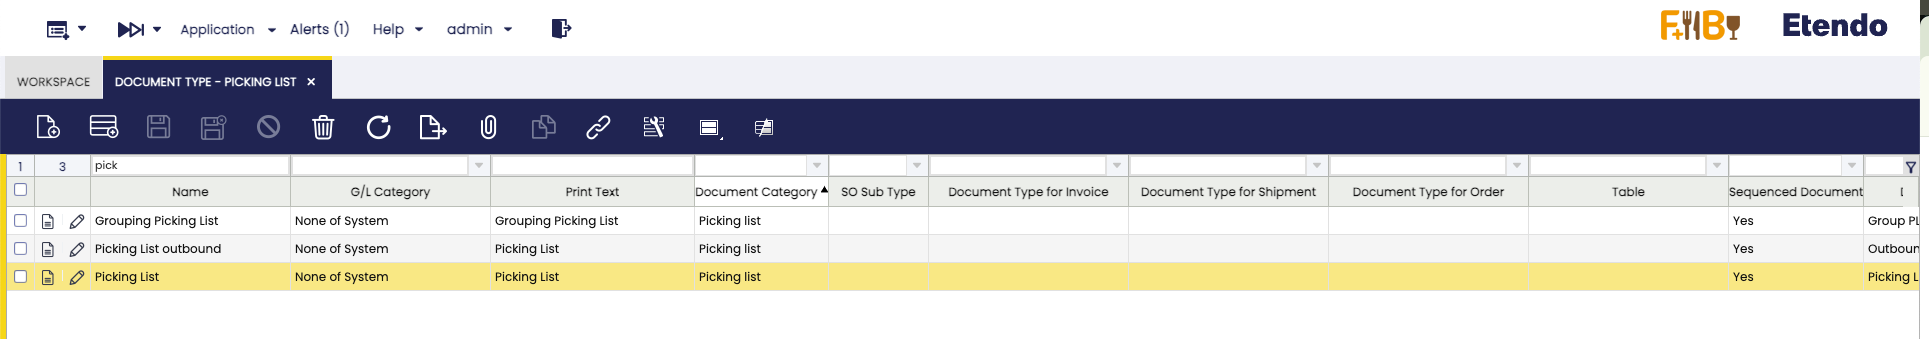 Application Alerts (1) Help admin F+B Etendo
WORKSPACE DOCUMENT TYPE - PICKING LIST ×
1 3 pick
Name G/L Category Print Text Document Category SO Sub Type Document Type for Invoice Document Type for Shipment Document Type for Order Table Sequenced Document
Grouping Picking List None of System Grouping Picking List Picking list Yes Group PL
Picking List outbound None of System Picking List Picking list Yes Outboun
Picking List None of System Picking List Picking list Yes Picking L